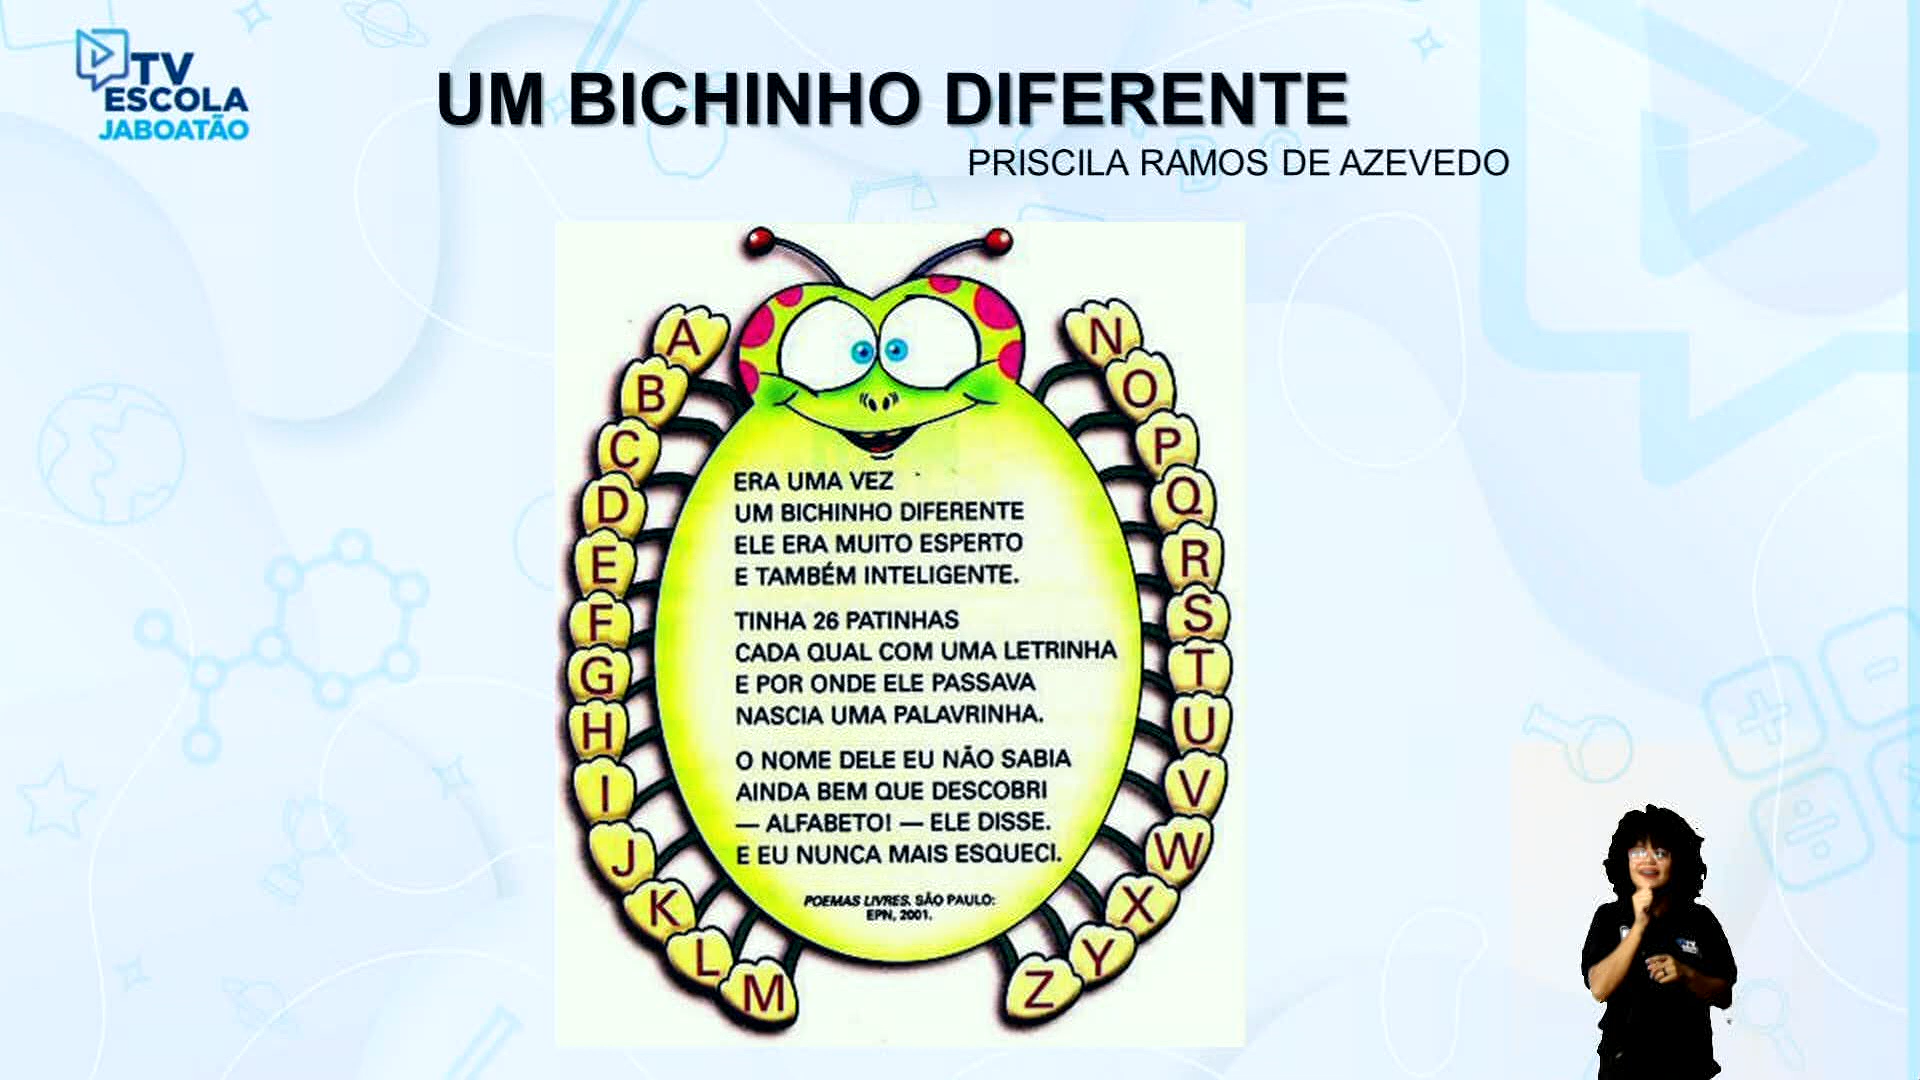 TV
ESCOLA
JABOATÃO
UM BICHINHO DIFERENTE
PRISCILA RAMOS DE AZEVEDO
A
B
C
D
E
F
G
H
I
J
K
L
M
N
O
P
Q
R
S
T
U
V
W
X
Y
Z
ERA UMA VEZ
UM BICHINHO DIFERENTE
ELE ERA MUITO ESPERTO
E TAMBÉM INTELIGENTE.
TINHA 26 PATINHAS
CADA QUAL COM UMA LETRINHA
E POR ONDE ELE PASSAVA
NASCIA UMA PALAVRINHA.
O NOME DELE EU NÃO SABIA
AINDA BEM QUE DESCOBRI
— ALFABETO! — ELE DISSE.
E EU NUNCA MAIS ESQUECI.
POEMAS LIVRES. SÃO PAULO:
EPN, 2001.